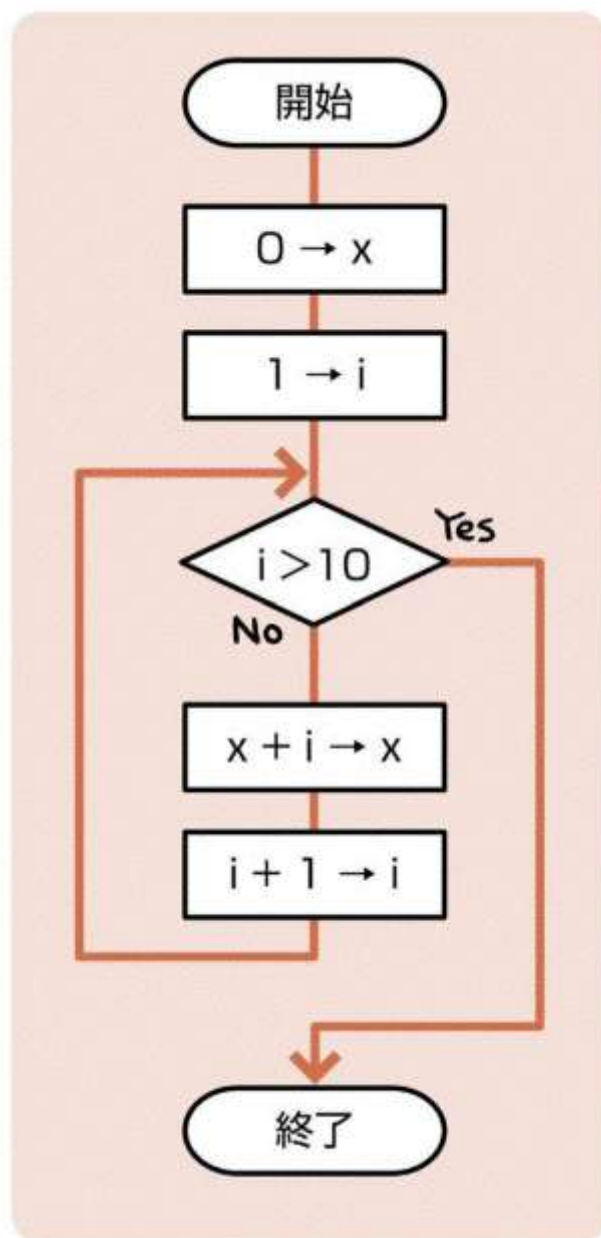 開始
0 → x
1 → i
i > 10
Yes
No
x + i → x
i + 1 → i
終了